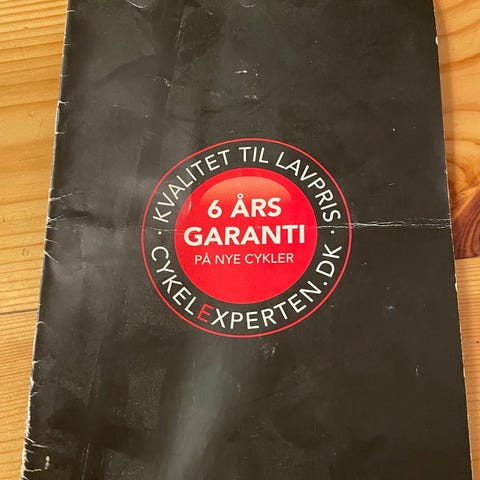 · KVALITET TIL LAVPRIS ·
6 ÅRS
GARANTI
PÅ NYE CYKLER
CYKELEXPERTEN.DK